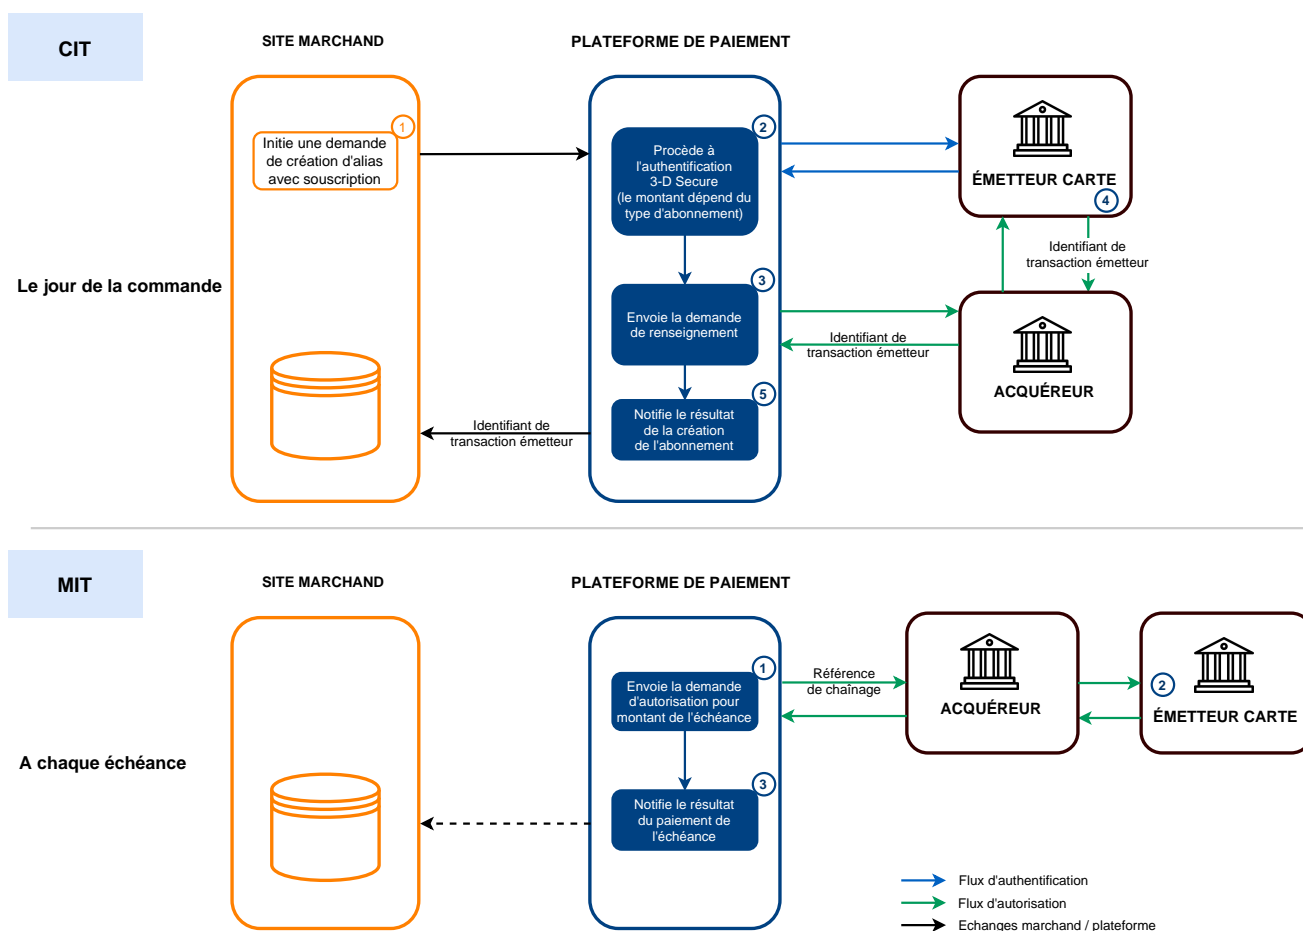 CIT
SITE MARCHAND
PLATEFORME DE PAIEMENT
1
Initie une demande
de création d'alias
avec souscription
2
Procède à
l'authentification
3-D Secure
(le montant dépend du
type d'abonnement)
ÉMETTEUR CARTE
4
Identifiant de
transaction émetteur
Le jour de la commande
3
Envoie la demande
de renseignement
Identifiant de
transaction émetteur
ACQUÉREUR
5
Notifie le résultat
de la création
de l'abonnement
Identifiant de
transaction émetteur
MIT
SITE MARCHAND
PLATEFORME DE PAIEMENT
1
Envoie la demande
d'autorisation pour
montant de l'échéance
Référence
de chaînage
ACQUÉREUR
2
ÉMETTEUR CARTE
A chaque échéance
3
Notifie le résultat
du paiement de
l'échéance
Flux d'authentification
Flux d'autorisation
Echanges marchand / plateforme